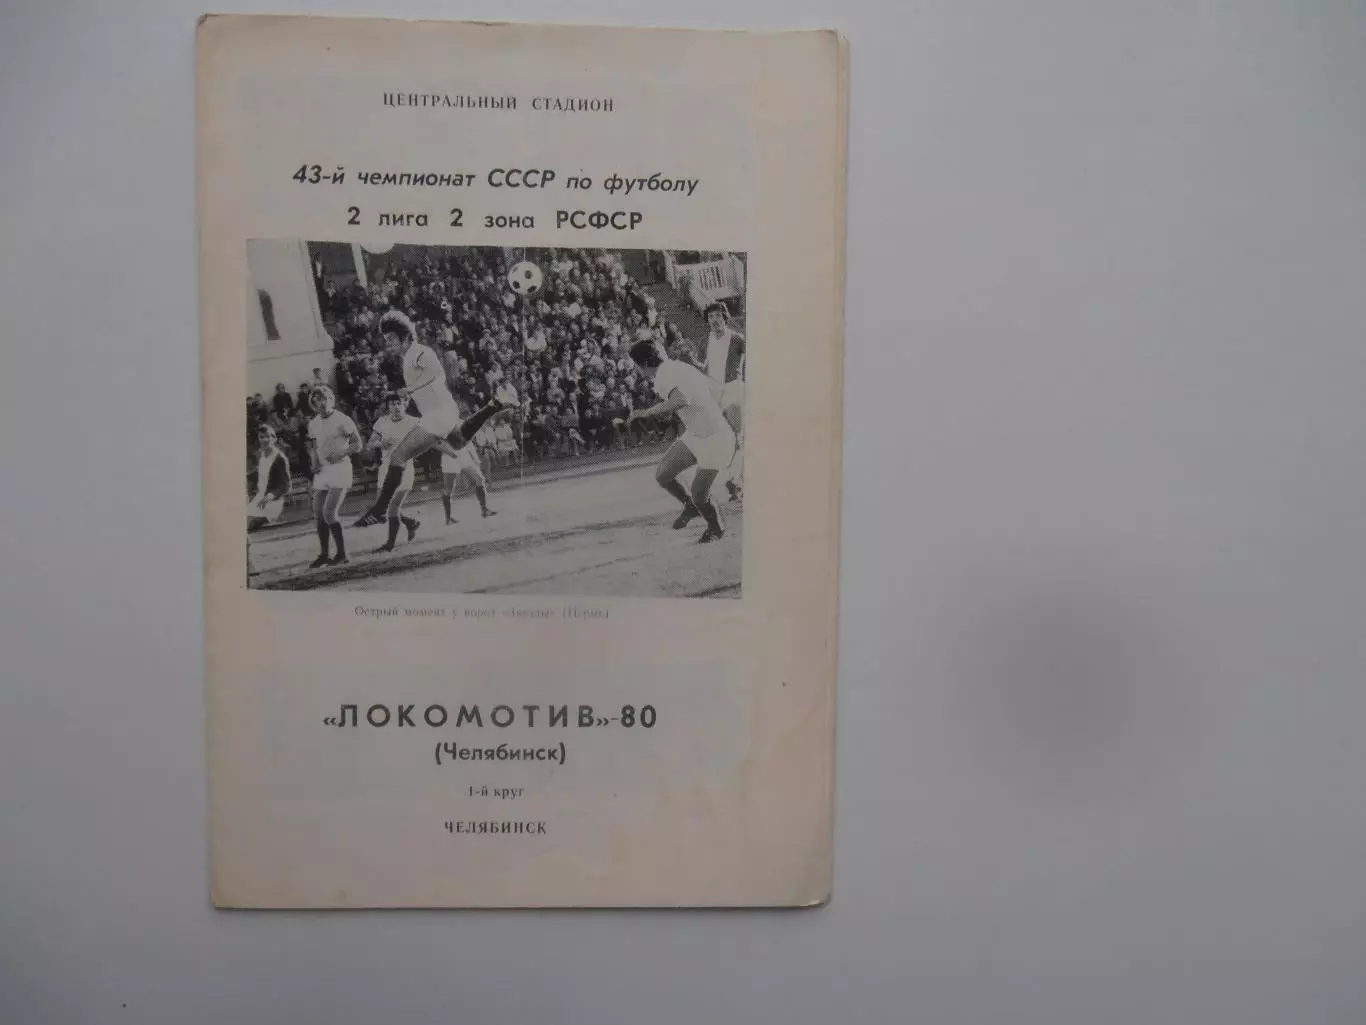 ЦЕНТРАЛЬНЫЙ СТАДИОН
43-й чемпионат СССР по футболу
2 лига 2 зона РСФСР
Острый момент у ворот «Звезды» (Пермь)
«ЛОКОМОТИВ»-80
(Челябинск)
1-й круг
ЧЕЛЯБИНСК